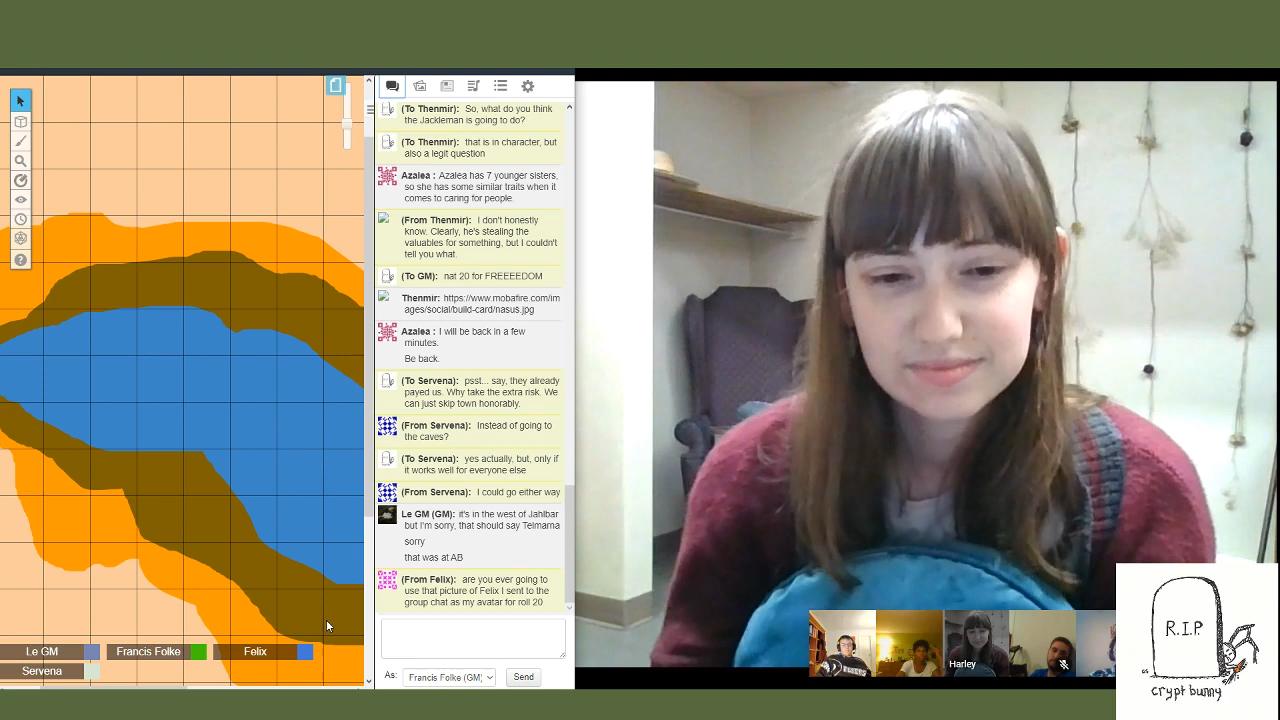 (To Thenmir): So, what do you think
the Jackleman is going to do?
(To Thenmir): that is in character, but
also a legit question
Azalea : Azalea has 7 younger sisters,
so she has some similar traits when it
comes to caring for people.
(From Thenmir): I don't honestly
know. Clearly, he's stealing the
valuables for something, but I couldn't
tell you what.
(To GM): nat 20 for FREEEEDOM
Thenmir: https://www.mobafire.com/im
ages/social/build-card/nasus.jpg
Azalea : I will be back in a few
minutes.
Be back.
(To Servena): psst... say, they already
payed us. Why take the extra risk. We
can just skip town honorably.
(From Servena): Instead of going to
the caves?
(To Servena): yes actually, but, only if
it works well for everyone else
(From Servena): I could go either way
Le GM (GM): it's in the west of Jahlbar
but I'm sorry, that should say Telmarna
sorry
that was at AB
(From Felix): are you ever going to
use that picture of Felix I sent to the
group chat as my avatar for roll 20
Le GM
Francis Folke
Felix
Servena
As: Francis Folke (GM)
Send
Harley
R.I.P.
crypt bunny